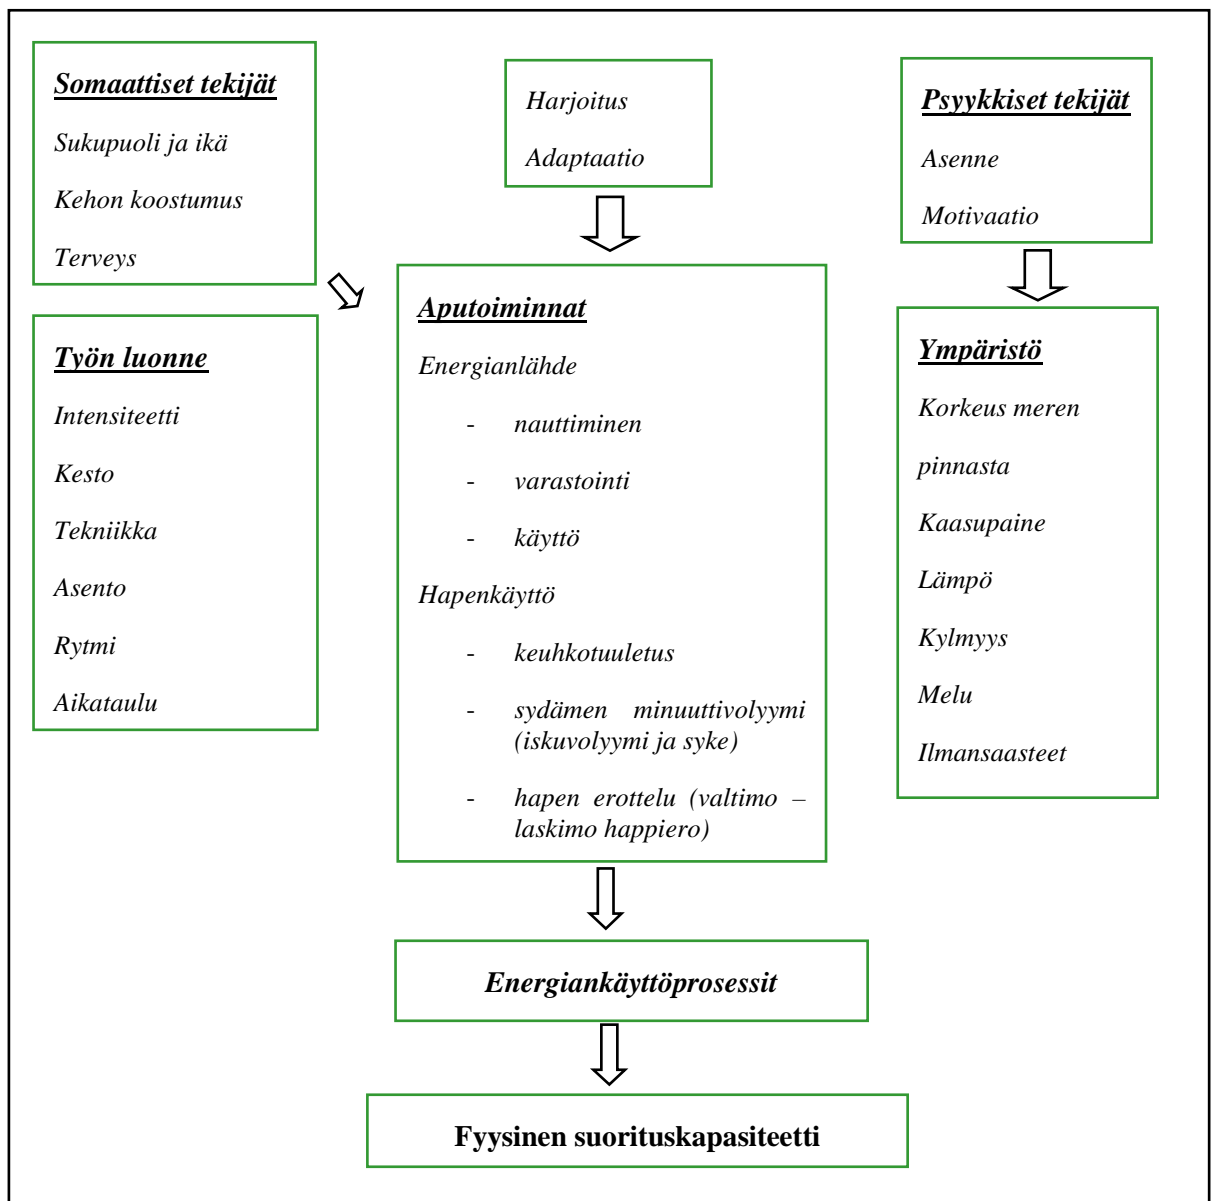 Somaattiset tekijät
Sukupuoli ja ikä
Kehon koostumus
Terveys
Harjoitus
Adaptaatio
Psyykkiset tekijät
Asenne
Motivaatio
Työn luonne
Intensiteetti
Kesto
Tekniikka
Asento
Rytmi
Aikataulu
Aputoiminnat
Energianlähde
- nauttiminen
- varastointi
- käyttö
Hapenkäyttö
- keuhkotuuletus
- sydämen minuuttivolyymi
(iskuvolyymi ja syke)
- hapen erottelu (valtimo –
laskimo happiero)
Ympäristö
Korkeus meren
pinnasta
Kaasupaine
Lämpö
Kylmyys
Melu
Ilmansaasteet
Energiankäyttöprosessit
Fyysinen suorituskapasiteetti